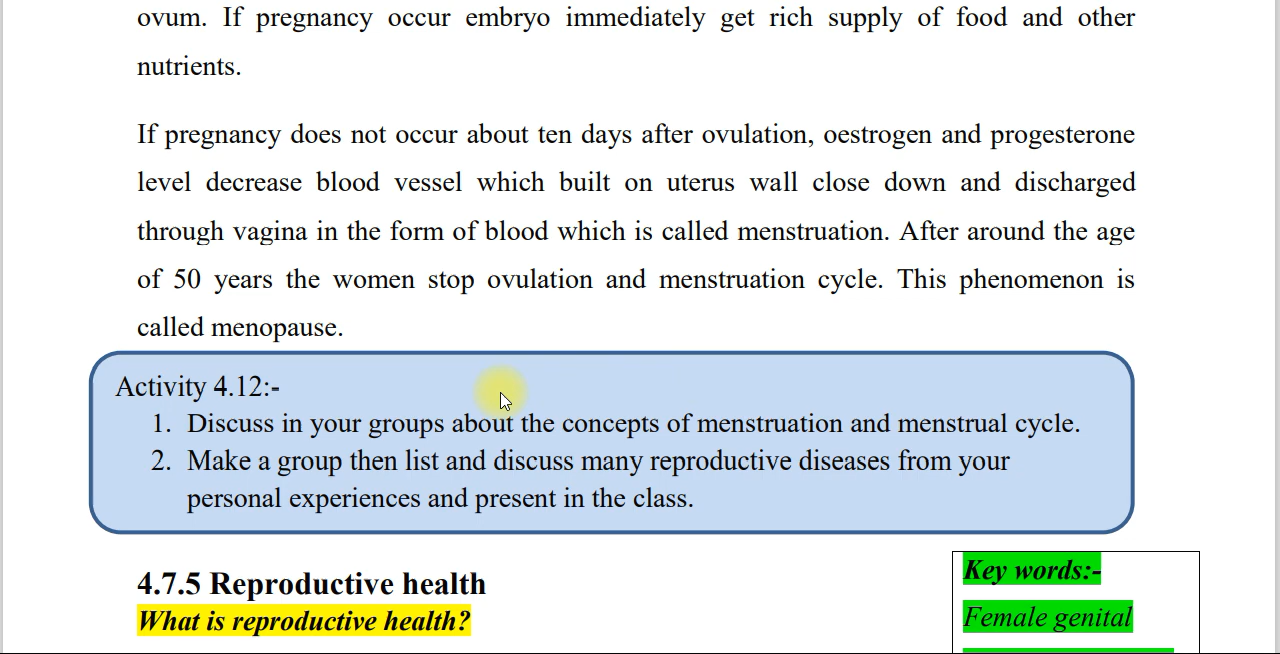 ovum. If pregnancy occur embryo immediately get rich supply of food and other
nutrients.
If pregnancy does not occur about ten days after ovulation, oestrogen and progesterone
level decrease blood vessel which built on uterus wall close down and discharged
through vagina in the form of blood which is called menstruation. After around the age
of 50 years the women stop ovulation and menstruation cycle. This phenomenon is
called menopause.
Activity 4.12:-
1. Discuss in your groups about the concepts of menstruation and menstrual cycle.
2. Make a group then list and discuss many reproductive diseases from your
personal experiences and present in the class.
4.7.5 Reproductive health
What is reproductive health?
Key words:-
Female genital